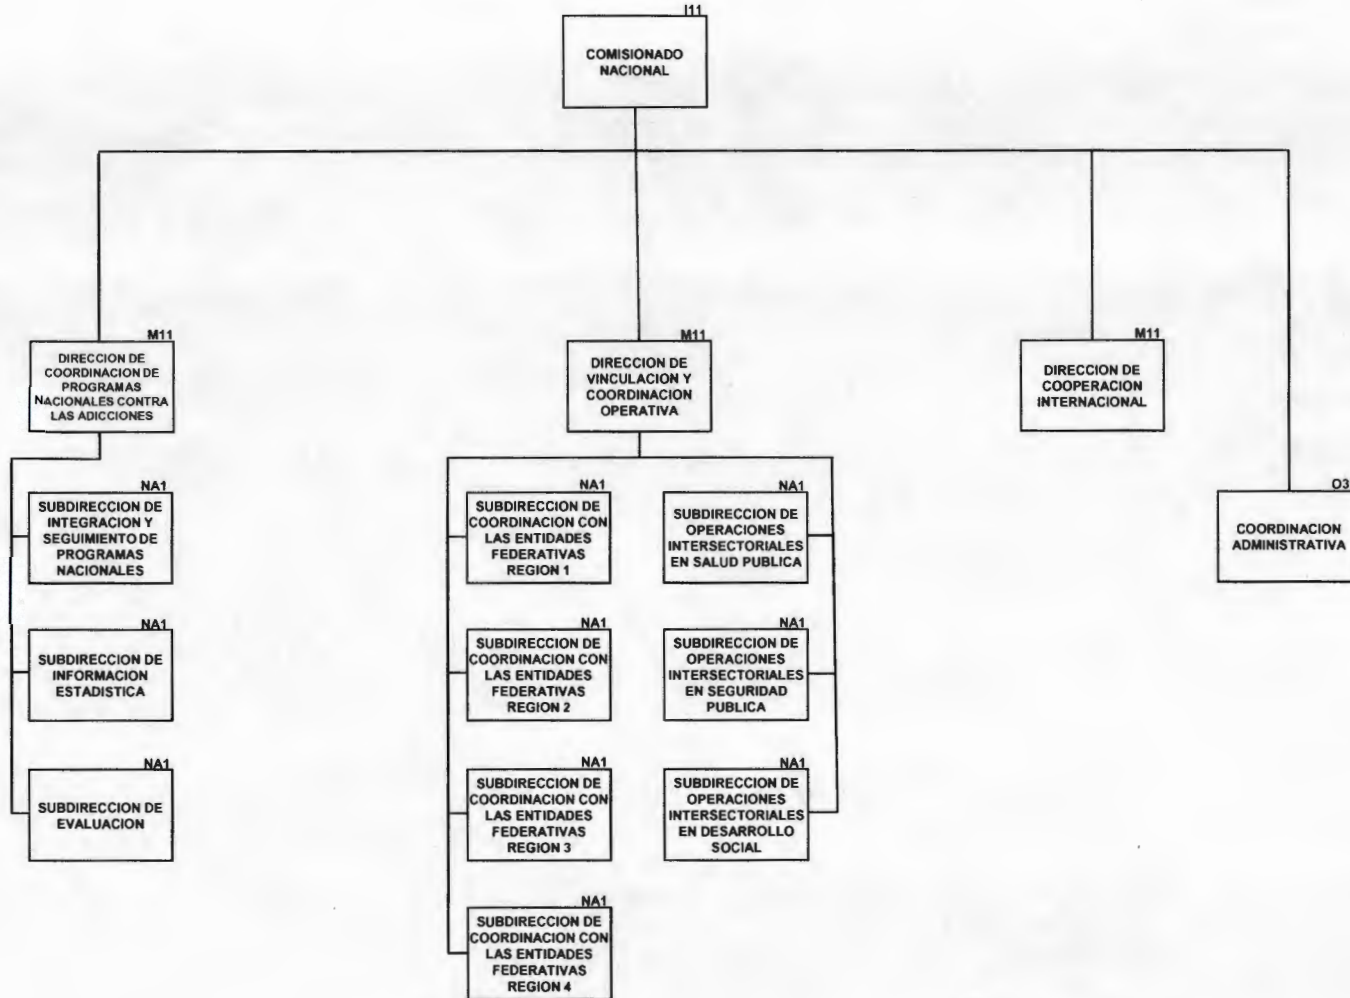 I11
COMISIONADO
NACIONAL
M11
DIRECCION DE
COORDINACION DE
PROGRAMAS
NACIONALES CONTRA
LAS ADICCIONES
M11
DIRECCION DE
VINCULACION Y
COORDINACION
OPERATIVA
M11
DIRECCION DE
COOPERACION
INTERNACIONAL
O3
COORDINACION
ADMINISTRATIVA
NA1
SUBDIRECCION DE
INTEGRACION Y
SEGUIMIENTO DE
PROGRAMAS
NACIONALES
NA1
SUBDIRECCION DE
INFORMACION
ESTADISTICA
NA1
SUBDIRECCION DE
EVALUACION
NA1
SUBDIRECCION DE
COORDINACION CON
LAS ENTIDADES
FEDERATIVAS
REGION 1
NA1
SUBDIRECCION DE
COORDINACION CON
LAS ENTIDADES
FEDERATIVAS
REGION 2
NA1
SUBDIRECCION DE
COORDINACION CON
LAS ENTIDADES
FEDERATIVAS
REGION 3
NA1
SUBDIRECCION DE
COORDINACION CON
LAS ENTIDADES
FEDERATIVAS
REGION 4
NA1
SUBDIRECCION DE
OPERACIONES
INTERSECTORIALES
EN SALUD PUBLICA
NA1
SUBDIRECCION DE
OPERACIONES
INTERSECTORIALES
EN SEGURIDAD
PUBLICA
NA1
SUBDIRECCION DE
OPERACIONES
INTERSECTORIALES
EN DESARROLLO
SOCIAL